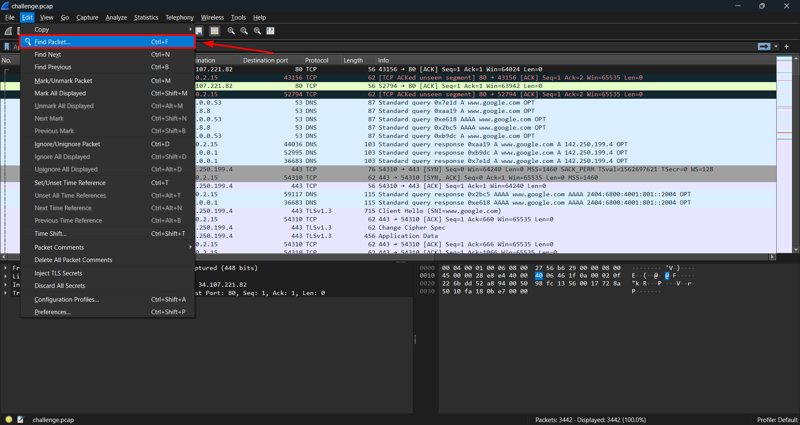 challenge.pcap
File Edit View Go Capture Analyze Statistics Telephony Wireless Tools Help
Copy
Find Packet... Ctrl+F
Find Next Ctrl+N
Find Previous Ctrl+B
Mark/Unmark Packet Ctrl+M
Mark All Displayed Ctrl+Shift+M
Unmark All Displayed Ctrl+Alt+M
Next Mark Ctrl+Shift+N
Previous Mark Ctrl+Shift+B
Ignore/Unignore Packet Ctrl+D
Ignore All Displayed Ctrl+Shift+D
Unignore All Displayed Ctrl+Alt+D
Set/Unset Time Reference Ctrl+T
Unset All Time References Ctrl+Alt+T
Next Time Reference Ctrl+Alt+N
Previous Time Reference Ctrl+Alt+B
Time Shift... Ctrl+Shift+T
Packet Comments
Delete All Packet Comments
Inject TLS Secrets
Discard All Secrets
Configuration Profiles... Ctrl+Shift+A
Preferences... Ctrl+Shift+P
No. ination Destination port Protocol Length Info
.107.221.82 80 TCP 56 43156 → 80 [ACK] Seq=1 Ack=1 Win=64024 Len=0
0.2.15 43156 TCP 62 [TCP ACKed unseen segment] 80 → 43156 [ACK] Seq=1 Ack=2 Win=65535 Len=0
.107.221.82 80 TCP 56 52794 → 80 [ACK] Seq=1 Ack=1 Win=63942 Len=0
0.2.15 52794 TCP 62 [TCP ACKed unseen segment] 80 → 52794 [ACK] Seq=1 Ack=2 Win=65535 Len=0
.0.0.53 53 DNS 87 Standard query 0x7e1d A www.google.com OPT
.0.0.53 53 DNS 87 Standard query 0xb9dc A www.google.com OPT
.8.8 53 DNS 87 Standard query 0xaa19 A www.google.com OPT
.0.0.53 53 DNS 87 Standard query 0xe618 AAAA www.google.com OPT
.8.8 53 DNS 87 Standard query 0x2bc5 AAAA www.google.com OPT
.0.0.53 53 DNS 87 Standard query 0xb9dc A www.google.com OPT
0.2.15 44036 DNS 103 Standard query response 0xaa19 A www.google.com A 142.250.199.4 OPT
.0.0.1 52995 DNS 103 Standard query response 0xb9dc A www.google.com A 142.250.199.4 OPT
.0.0.1 36683 DNS 103 Standard query response 0x7e1d A www.google.com A 142.250.199.4 OPT
.250.199.4 443 TCP 76 54310 → 443 [SYN] Seq=0 Win=64240 Len=0 MSS=1460 SACK_PERM TSval=1562697621 TSecr=0 WS=128
0.2.15 54310 TCP 62 443 → 54310 [SYN, ACK] Seq=0 Ack=1 Win=65535 Len=0 MSS=1460
.250.199.4 443 TCP 56 54310 → 443 [ACK] Seq=1 Ack=1 Win=64240 Len=0
0.2.15 59117 DNS 115 Standard query response 0x2bc5 AAAA www.google.com AAAA 2404:6800:4001:801::2004 OPT
.0.0.1 36683 DNS 115 Standard query response 0xe618 AAAA www.google.com AAAA 2404:6800:4001:801::2004 OPT
.250.199.4 443 TLSv1.3 715 Client Hello (SNI=www.google.com)
0.2.15 54310 TCP 62 443 → 54310 [ACK] Seq=1 Ack=660 Win=65535 Len=0
.250.199.4 443 TLSv1.3 62 Change Cipher Spec
.250.199.4 443 TLSv1.3 456 Application Data
0.2.15 54310 TCP 62 443 → 54310 [ACK] Seq=1 Ack=666 Win=65535 Len=0
ptured (448 bits)
34.107.221.82
st Port: 80, Seq: 1, Ack: 1, Len: 0
0000 00 04 00 01 00 06 08 00 27 56 b6 29 00 00 08 00
0010 45 00 00 28 e8 e4 40 00 40 06 46 1f 0a 00 02 0f
0020 22 6b dd 52 a8 94 00 50 98 fc 13 56 00 17 72 8a
0030 50 10 fa 18 0b e7 00 00
challenge.pcap Packets: 3442 · Displayed: 3442 (100.0%) Profile: Default